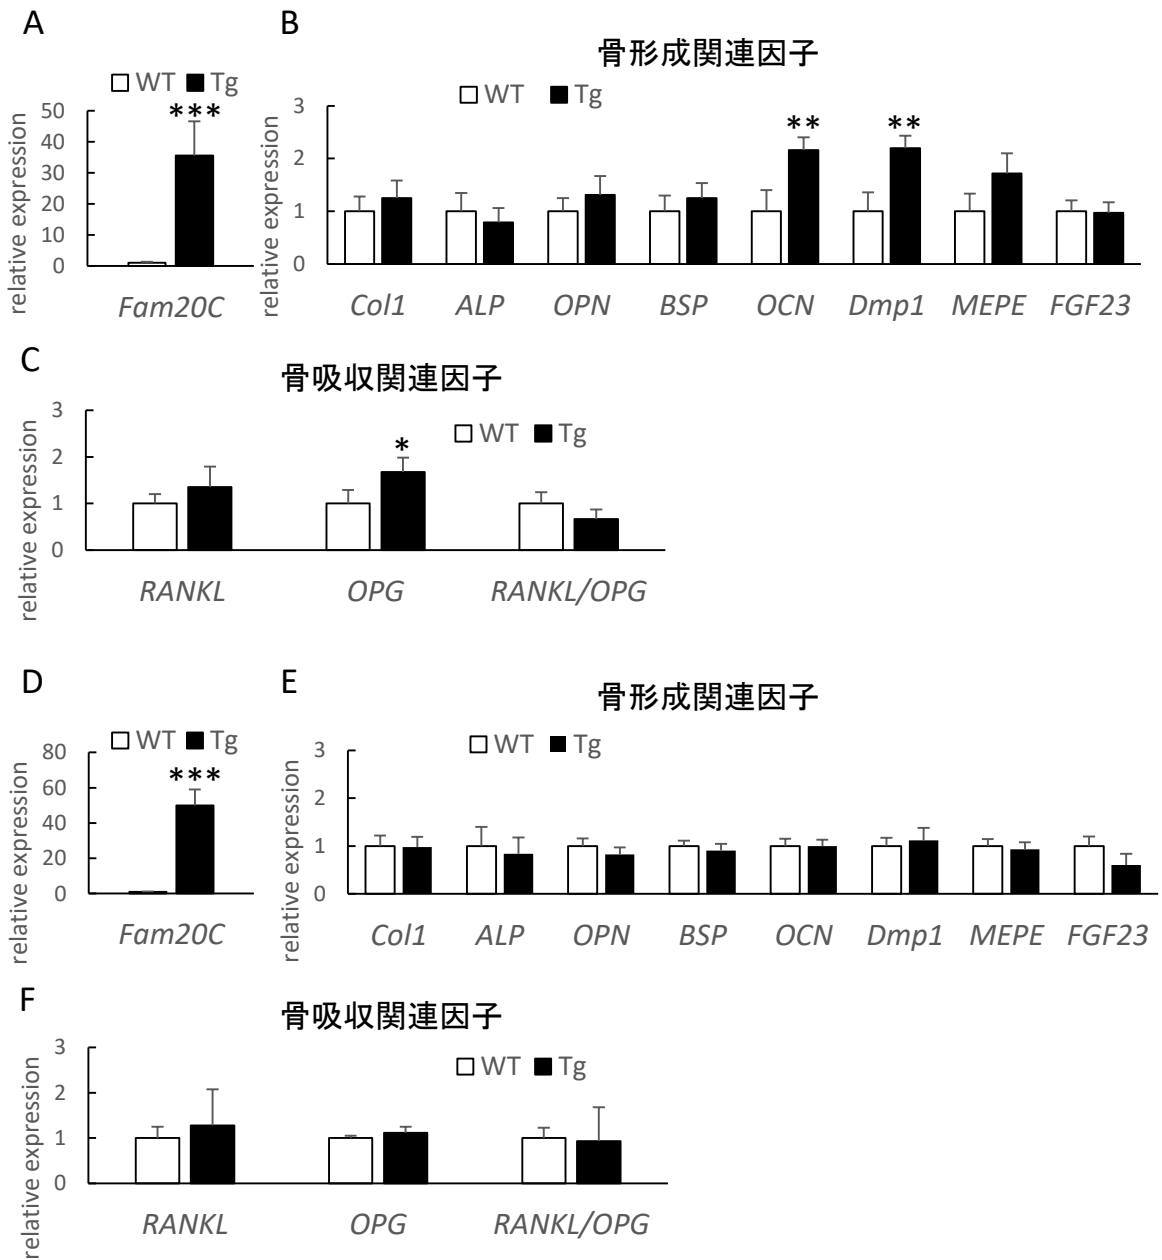 A
WT Tg
***
relative expression
50
40
30
20
10
0
Fam20C
B
骨形成関連因子
WT Tg
relative expression
3
2
1
0
** **
Col1 ALP OPN BSP OCN Dmp1 MEPE FGF23
C
骨吸収関連因子
WT Tg
relative expression
3
2
1
0
*
RANKL OPG RANKL/OPG
D
WT Tg
***
relative expression
80
60
40
20
0
Fam20C
E
骨形成関連因子
WT Tg
relative expression
3
2
1
0
Col1 ALP OPN BSP OCN Dmp1 MEPE FGF23
F
骨吸収関連因子
WT Tg
relative expression
3
2
1
0
RANKL OPG RANKL/OPG